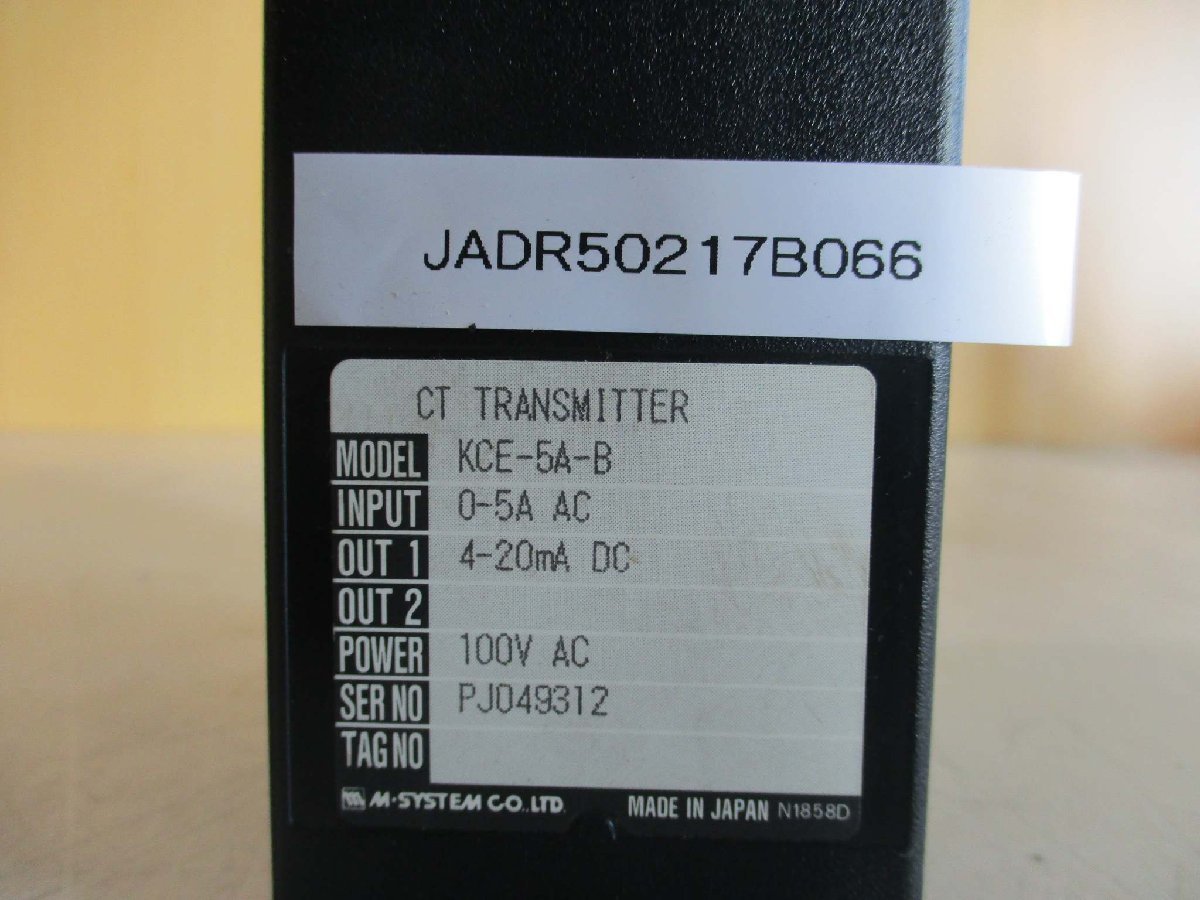 JADR50217B066
CT TRANSMITTER
MODEL KCE-5A-B
INPUT 0-5A AC
OUT 1 4-20mA DC
OUT 2
POWER 100V AC
SER NO PJ049312
TAG NO
M-SYSTEM CO.,LTD. MADE IN JAPAN N1858D